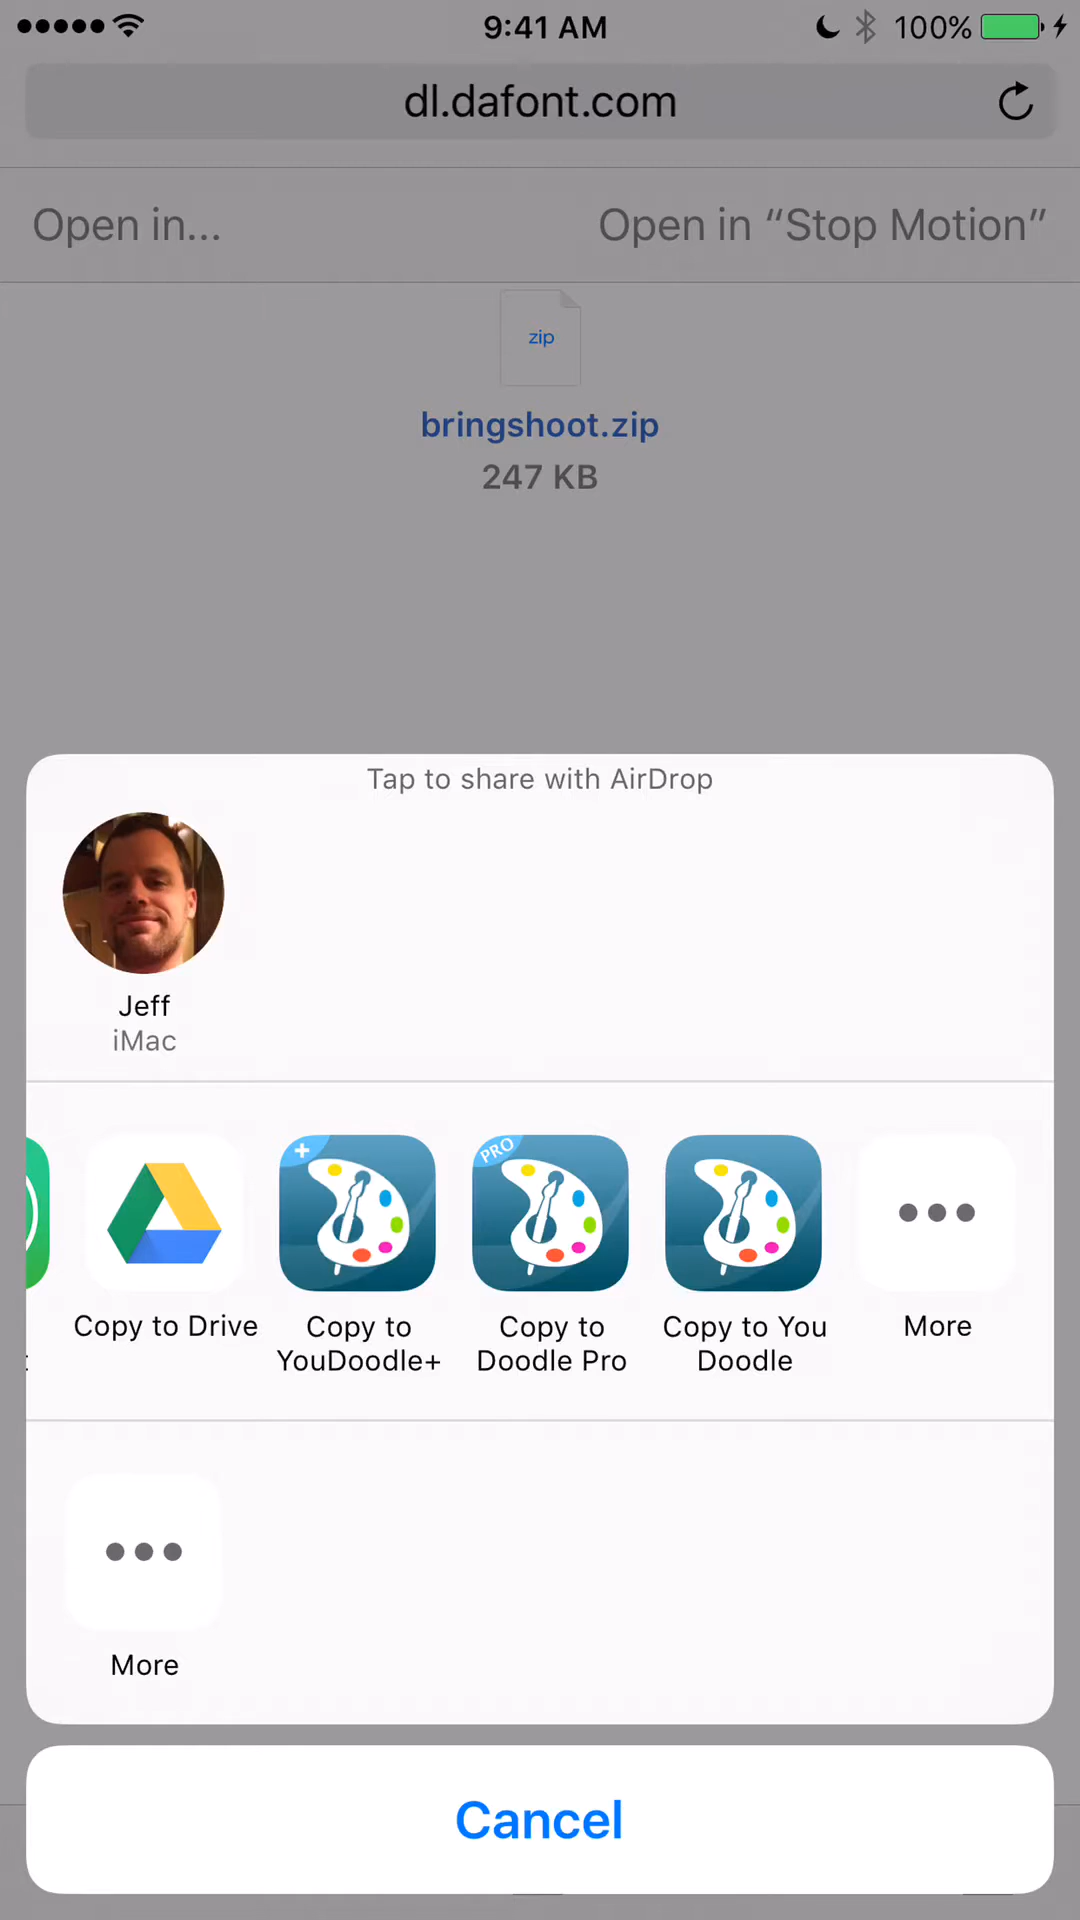 9:41 AM
100%
dl.dafont.com
Open in...
Open in “Stop Motion”
zip
bringshoot.zip
247 KB
Tap to share with AirDrop
Jeff
iMac
PRO
Copy to Drive
Copy to
YouDoodle+
Copy to
Doodle Pro
Copy to You
Doodle
More
More
Cancel